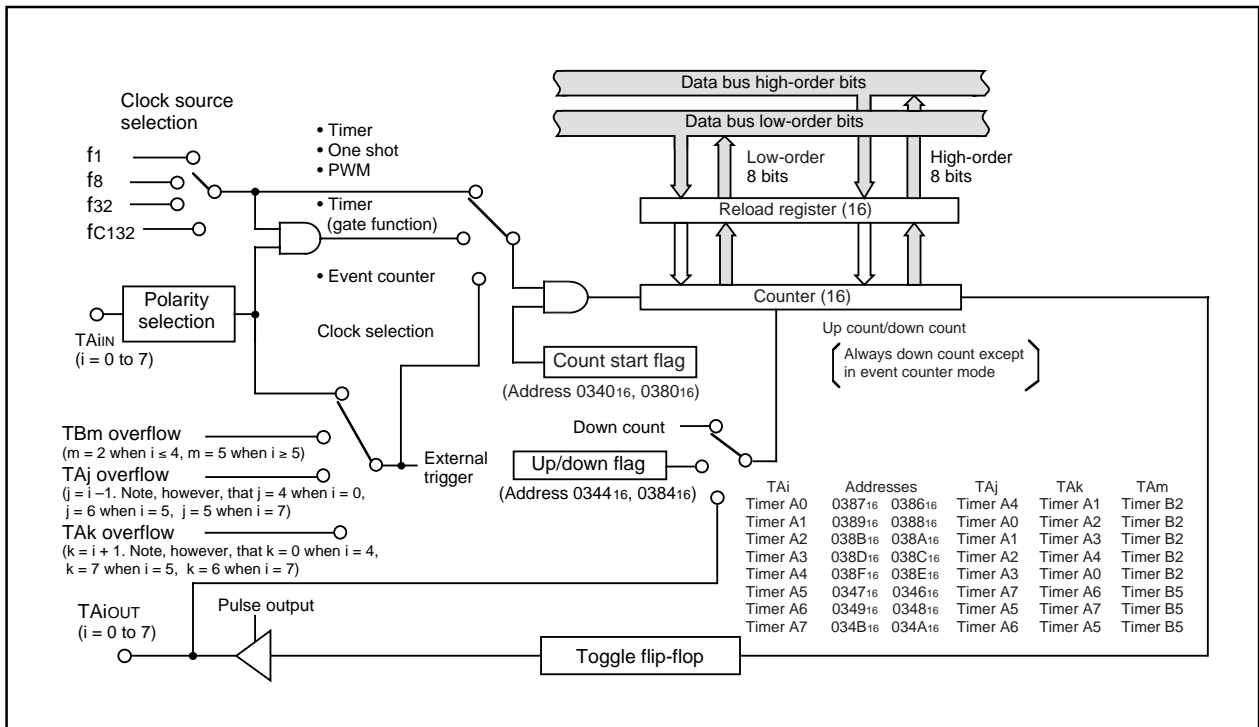 Clock source
selection
f1
f8
f32
fC132
• Timer
• One shot
• PWM
• Timer
(gate function)
• Event counter
Clock selection
Polarity
selection
TAiIN
(i = 0 to 7)
TBm overflow
(m = 2 when i ≤ 4, m = 5 when i ≥ 5)
TAj overflow
(j = i –1. Note, however, that j = 4 when i = 0,
j = 6 when i = 5, j = 5 when i = 7)
TAk overflow
(k = i + 1. Note, however, that k = 0 when i = 4,
k = 7 when i = 5, k = 6 when i = 7)
External
trigger
Data bus high-order bits
Data bus low-order bits
Low-order
8 bits
High-order
8 bits
Reload register (16)
Counter (16)
Up count/down count
Always down count except
in event counter mode
Count start flag
(Address 034016, 038016)
Down count
Up/down flag
(Address 034416, 038416)
TAi Addresses TAj TAk TAm
Timer A0 038716 038616 Timer A4 Timer A1 Timer B2
Timer A1 038916 038816 Timer A0 Timer A2 Timer B2
Timer A2 038B16 038A16 Timer A1 Timer A3 Timer B2
Timer A3 038D16 038C16 Timer A2 Timer A4 Timer B2
Timer A4 038F16 038E16 Timer A3 Timer A0 Timer B2
Timer A5 034716 034616 Timer A7 Timer A6 Timer B5
Timer A6 034916 034816 Timer A5 Timer A7 Timer B5
Timer A7 034B16 034A16 Timer A6 Timer A5 Timer B5
TAiOUT
(i = 0 to 7)
Pulse output
Toggle flip-flop